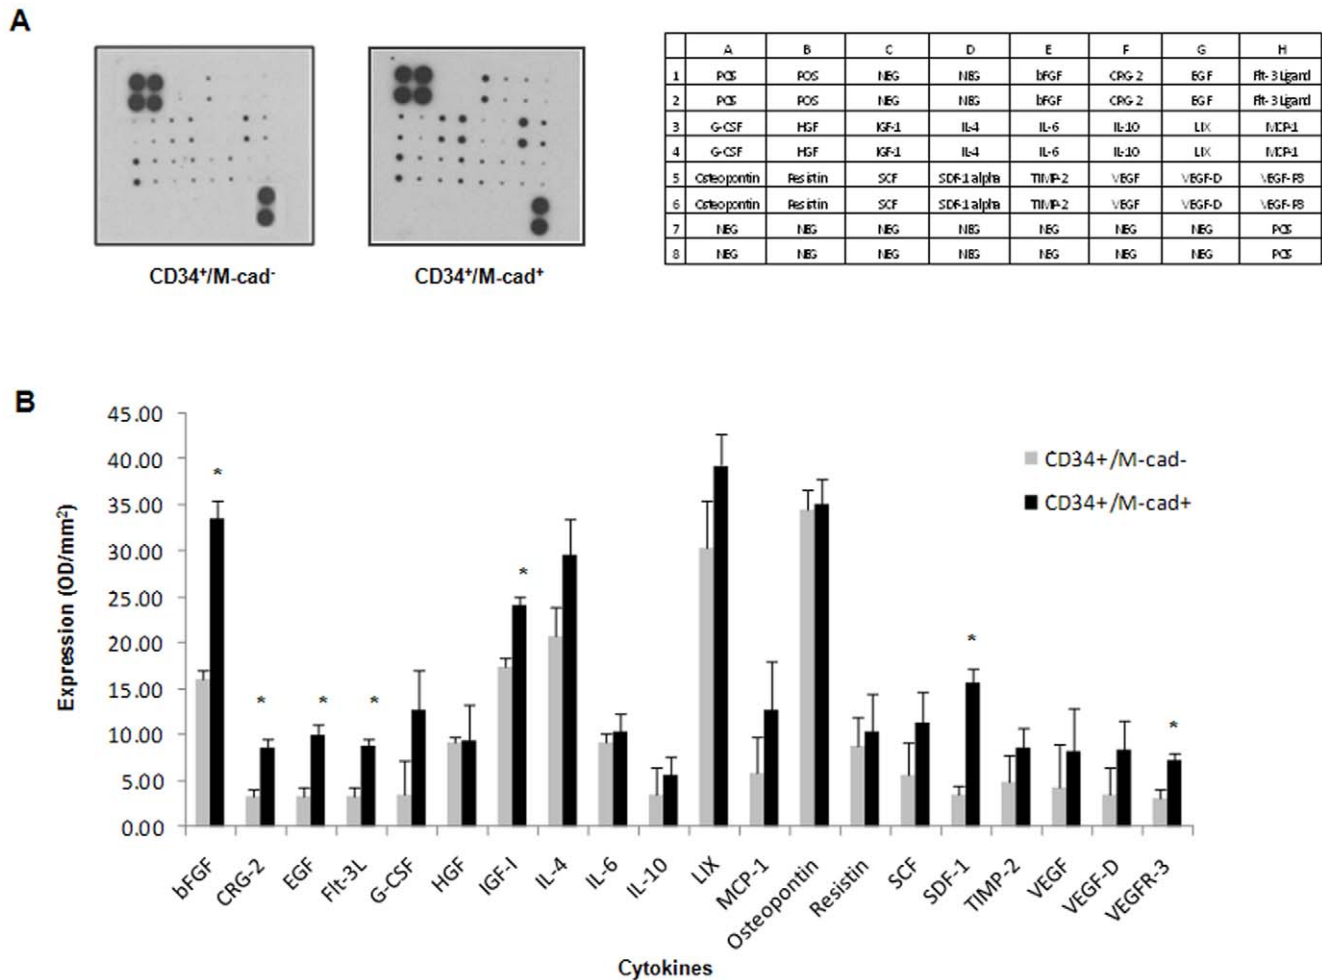 A
A B C D E F G H
1 POS POS NEG NEG bFGF CRG-2 EGF Flt-3 Ligand
2 POS POS NEG NEG bFGF CRG-2 EGF Flt-3 Ligand
3 G-CSF HGF IGF-1 IL-4 IL-6 IL-10 LIX MCP-1
4 G-CSF HGF IGF-1 IL-4 IL-6 IL-10 LIX MCP-1
5 Osteopontin Resistin SCF SDF-1 alpha TIMP-2 VEGF VEGF-D VEGF-R3
6 Osteopontin Resistin SCF SDF-1 alpha TIMP-2 VEGF VEGF-D VEGF-R3
7 NEG NEG NEG NEG NEG NEG NEG POS
8 NEG NEG NEG NEG NEG NEG NEG POS
CD34⁺/M-cad⁻ CD34⁺/M-cad⁺
B
45.00
40.00
35.00
30.00
25.00
20.00
15.00
10.00
5.00
0.00
Expression (OD/mm²)
* * * * * * *
CD34+/M-cad-
CD34+/M-cad+
bFGF CRG-2 EGF Flt-3L G-CSF HGF IGF-I IL-4 IL-6 IL-10 LIX MCP-1 Osteopontin Resistin SCF SDF-1 TIMP-2 VEGF VEGF-D VEGFR-3
Cytokines